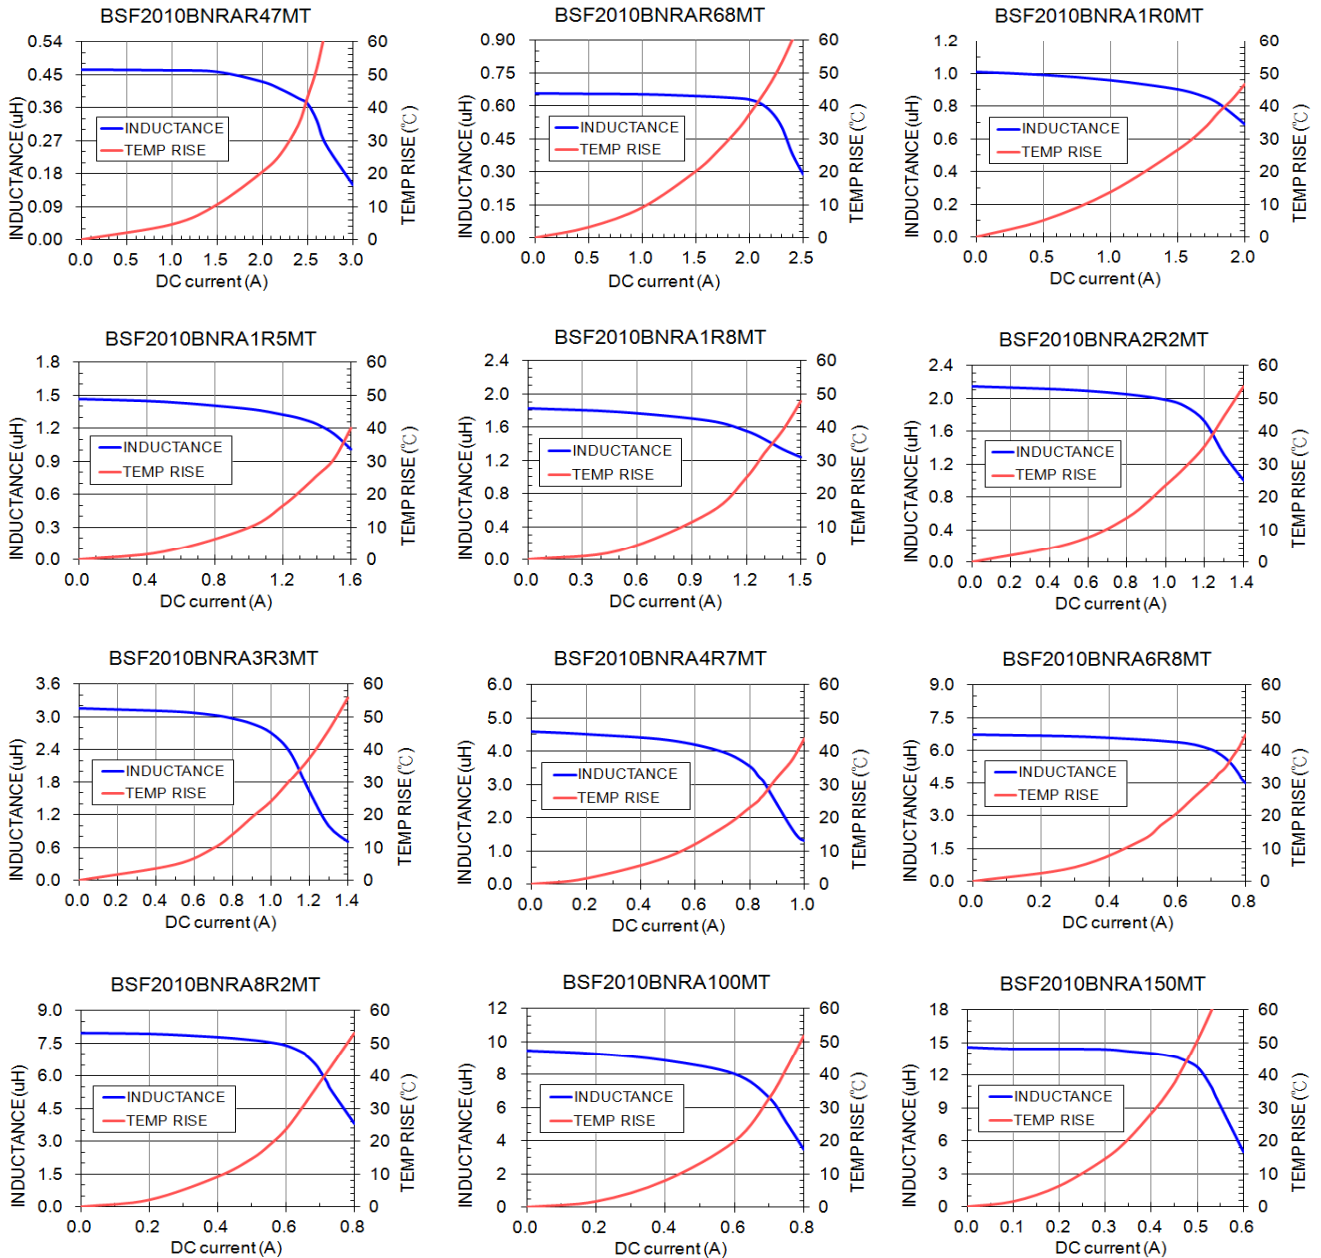 BSF2010BNRAR47MT
INDUCTANCE (uH)
0.54
0.45
0.36
0.27
0.18
0.09
0.00
60
50
40
30
20
10
0
TEMP RISE (℃)
INDUCTANCE
TEMP RISE
0.0 0.5 1.0 1.5 2.0 2.5 3.0
DC current (A)
BSF2010BNRAR68MT
INDUCTANCE (uH)
0.90
0.75
0.60
0.45
0.30
0.15
0.00
60
50
40
30
20
10
0
TEMP RISE (℃)
INDUCTANCE
TEMP RISE
0.0 0.5 1.0 1.5 2.0 2.5
DC current (A)
BSF2010BNRA1R0MT
INDUCTANCE (uH)
1.2
1.0
0.8
0.6
0.4
0.2
0.0
60
50
40
30
20
10
0
TEMP RISE (℃)
INDUCTANCE
TEMP RISE
0.0 0.5 1.0 1.5 2.0
DC current (A)
BSF2010BNRA1R5MT
INDUCTANCE (uH)
1.8
1.5
1.2
0.9
0.6
0.3
0.0
60
50
40
30
20
10
0
TEMP RISE (℃)
INDUCTANCE
TEMP RISE
0.0 0.4 0.8 1.2 1.6
DC current (A)
BSF2010BNRA1R8MT
INDUCTANCE (uH)
2.4
2.0
1.6
1.2
0.8
0.4
0.0
60
50
40
30
20
10
0
TEMP RISE (℃)
INDUCTANCE
TEMP RISE
0.0 0.3 0.6 0.9 1.2 1.5
DC current (A)
BSF2010BNRA2R2MT
INDUCTANCE (uH)
2.4
2.0
1.6
1.2
0.8
0.4
0.0
60
50
40
30
20
10
0
TEMP RISE (℃)
INDUCTANCE
TEMP RISE
0.0 0.2 0.4 0.6 0.8 1.0 1.2 1.4
DC current (A)
BSF2010BNRA3R3MT
INDUCTANCE (uH)
3.6
3.0
2.4
1.8
1.2
0.6
0.0
60
50
40
30
20
10
0
TEMP RISE (℃)
INDUCTANCE
TEMP RISE
0.0 0.2 0.4 0.6 0.8 1.0 1.2 1.4
DC current (A)
BSF2010BNRA4R7MT
INDUCTANCE (uH)
6.0
5.0
4.0
3.0
2.0
1.0
0.0
60
50
40
30
20
10
0
TEMP RISE (℃)
INDUCTANCE
TEMP RISE
0.0 0.2 0.4 0.6 0.8 1.0
DC current (A)
BSF2010BNRA6R8MT
INDUCTANCE (uH)
9.0
7.5
6.0
4.5
3.0
1.5
0.0
60
50
40
30
20
10
0
TEMP RISE (℃)
INDUCTANCE
TEMP RISE
0.0 0.2 0.4 0.6 0.8
DC current (A)
BSF2010BNRA8R2MT
INDUCTANCE (uH)
9.0
7.5
6.0
4.5
3.0
1.5
0.0
60
50
40
30
20
10
0
TEMP RISE (℃)
INDUCTANCE
TEMP RISE
0.0 0.2 0.4 0.6 0.8
DC current (A)
BSF2010BNRA100MT
INDUCTANCE (uH)
12
10
8
6
4
2
0
60
50
40
30
20
10
0
TEMP RISE (℃)
INDUCTANCE
TEMP RISE
0.0 0.2 0.4 0.6 0.8
DC current (A)
BSF2010BNRA150MT
INDUCTANCE (uH)
18
15
12
9
6
3
0
60
50
40
30
20
10
0
TEMP RISE (℃)
INDUCTANCE
TEMP RISE
0.0 0.1 0.2 0.3 0.4 0.5 0.6
DC current (A)